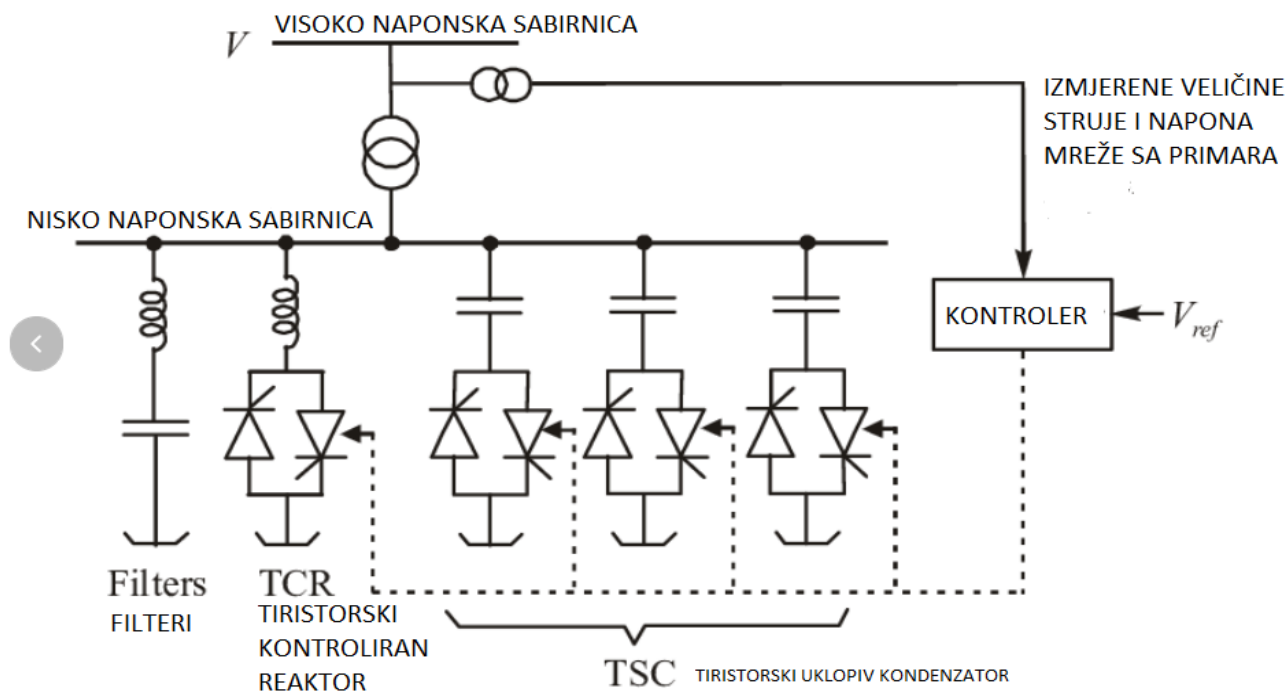 VISOKO NAPONSKA SABIRNICA
V
IZMJERENE VELIČINE
STRUJE I NAPONA
MREŽE SA PRIMARA
NISKO NAPONSKA SABIRNICA
KONTROLER
Vref
Filters
TCR
FILTERI
TIRISTORSKI
KONTROLIRAN
REAKTOR
TSC
TIRISTORSKI UKLOPIV KONDENZATOR